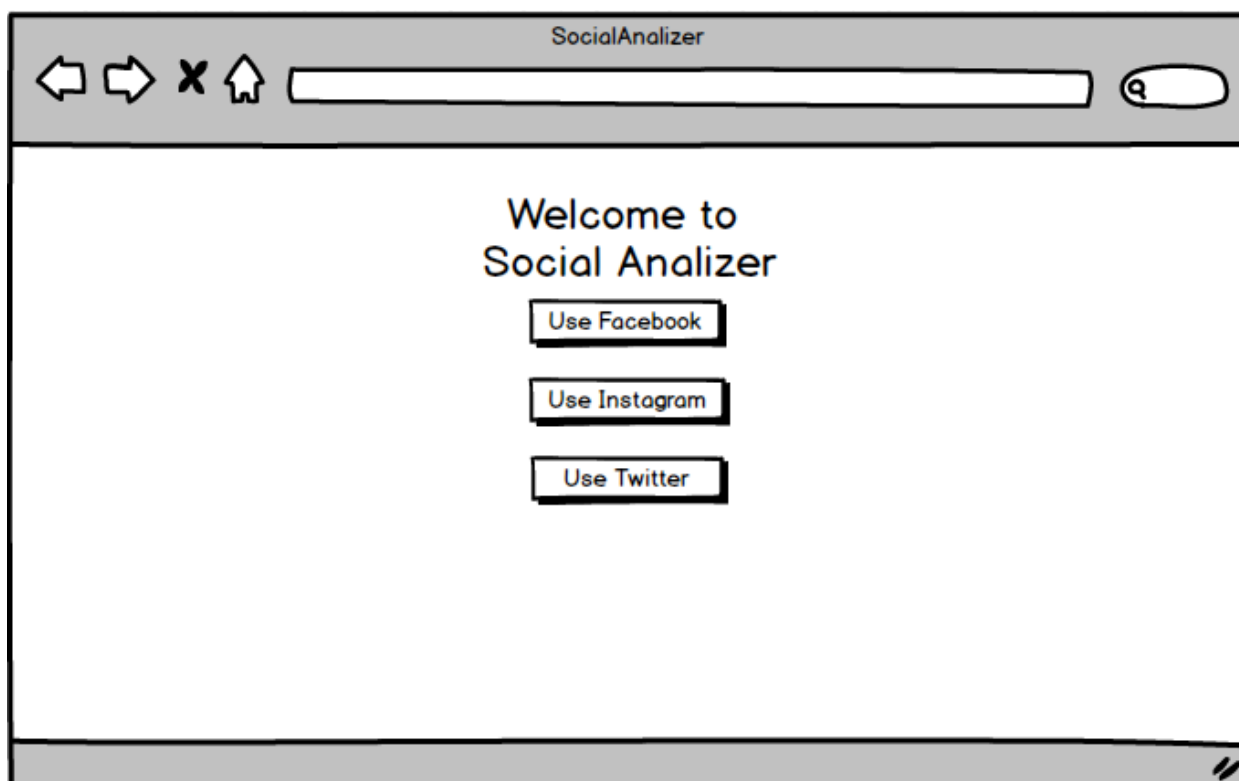 SocialAnalizer
Welcome to
Social Analizer
Use Facebook
Use Instagram
Use Twitter